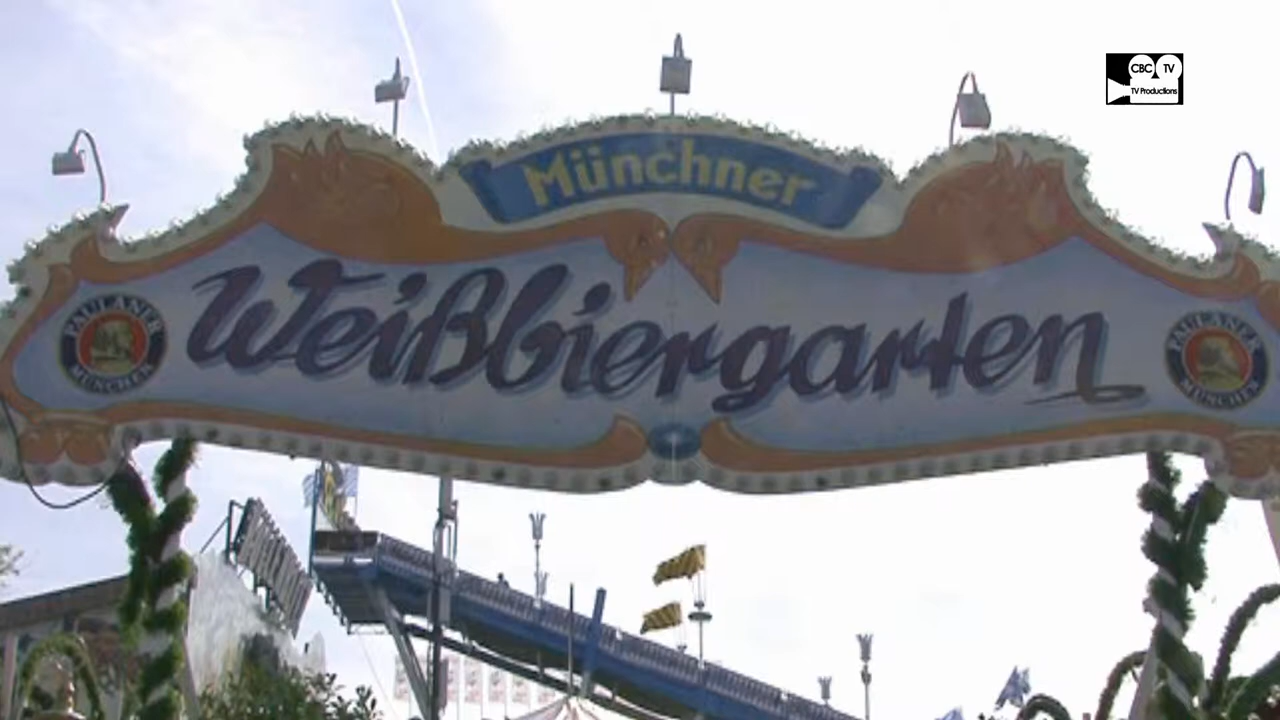 CBC TV
TV Productions
Münchner
Weißbiergarten
PAULANER
MÜNCHEN
PAULANER
MÜNCHEN